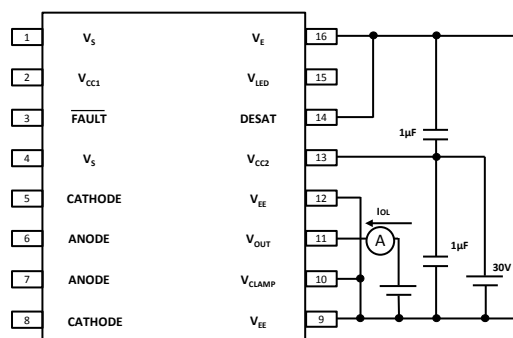 1 V_S V_E 16
2 V_CC1 V_LED 15
3 FAULT DESAT 14
4 V_S V_CC2 13
5 CATHODE V_EE 12
6 ANODE V_OUT 11
7 ANODE V_CLAMP 10
8 CATHODE V_EE 9
1µF
I_OL
A
1µF
30V